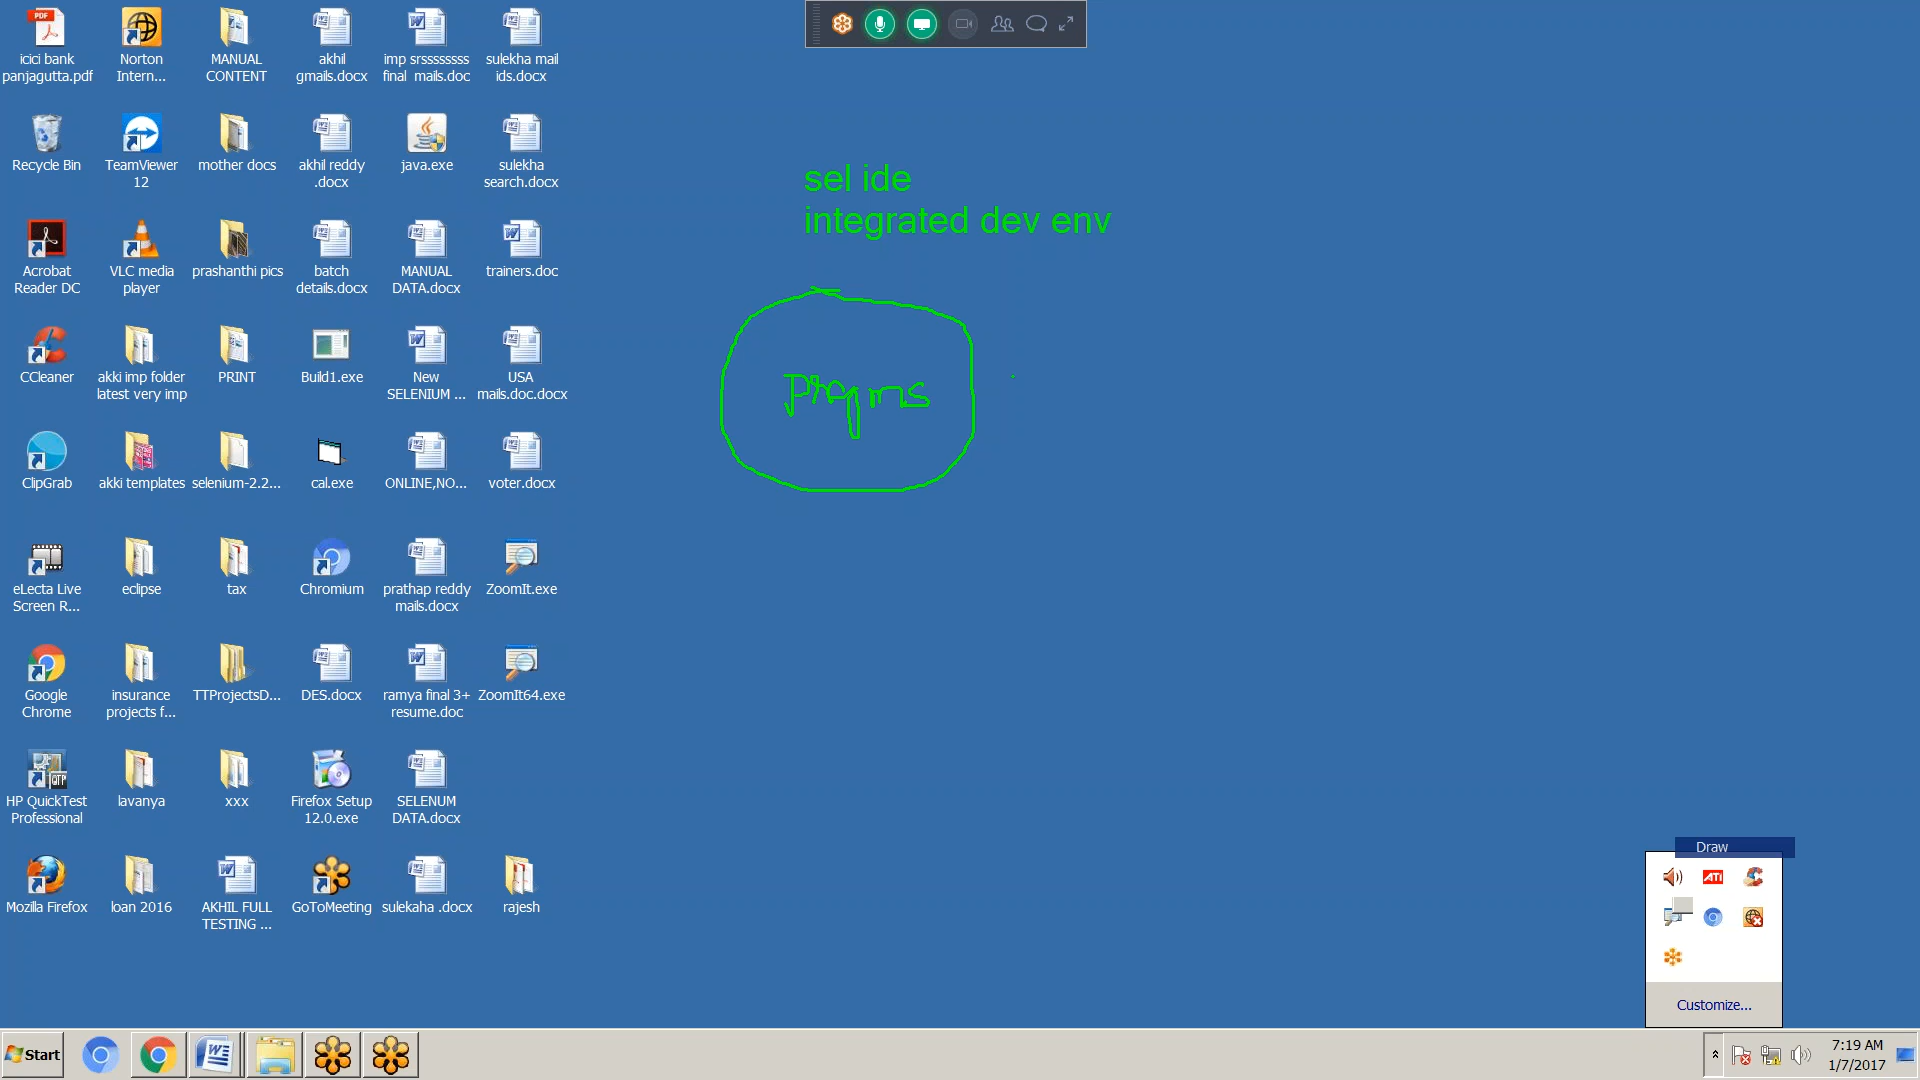 icici bank
panjagutta.pdf
Norton
Intern...
MANUAL
CONTENT
akhil
gmails.docx
imp srssssssss
final mails.doc
sulekha mail
ids.docx
Recycle Bin
TeamViewer
12
mother docs
akhil reddy
.docx
java.exe
sulekha
search.docx
Acrobat
Reader DC
VLC media
player
prashanthi pics
batch
details.docx
MANUAL
DATA.docx
trainers.doc
CCleaner
akki imp folder
latest very imp
PRINT
Build1.exe
New
SELENIUM ...
USA
mails.doc.docx
ClipGrab
akki templates
selenium-2.2...
cal.exe
ONLINE,NO...
voter.docx
eLecta Live
Screen R...
eclipse
tax
Chromium
prathap reddy
mails.docx
ZoomIt.exe
Google
Chrome
insurance
projects f...
TTProjectsD...
DES.docx
ramya final 3+
resume.doc
ZoomIt64.exe
HP QuickTest
Professional
lavanya
xxx
Firefox Setup
12.0.exe
SELENUM
DATA.docx
Mozilla Firefox
loan 2016
AKHIL FULL
TESTING ...
GoToMeeting
sulekaha .docx
rajesh
sel ide
integrated dev env
Draw
ATI
Customize...
Start
7:19 AM
1/7/2017